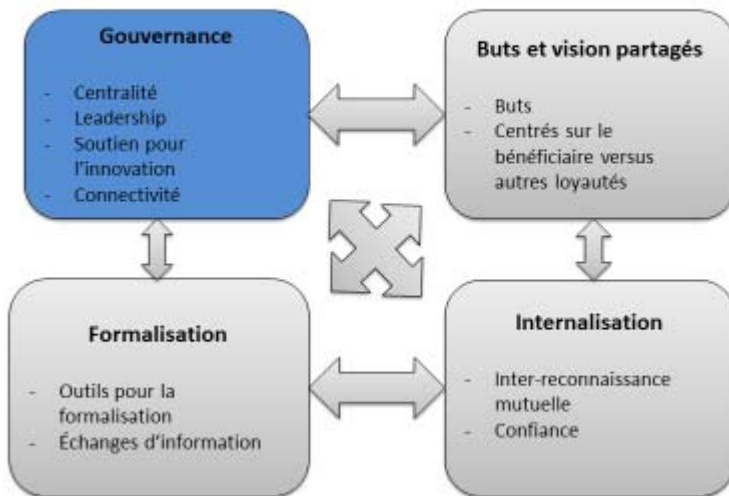 Gouvernance
- Centralité
- Leadership
- Soutien pour
l'innovation
- Connectivité
Buts et vision partagés
- Buts
- Centrés sur le
bénéficiaire versus
autres loyautés
Formalisation
- Outils pour la
formalisation
- Échanges d'information
Internalisation
- Inter-reconnaissance
mutuelle
- Confiance